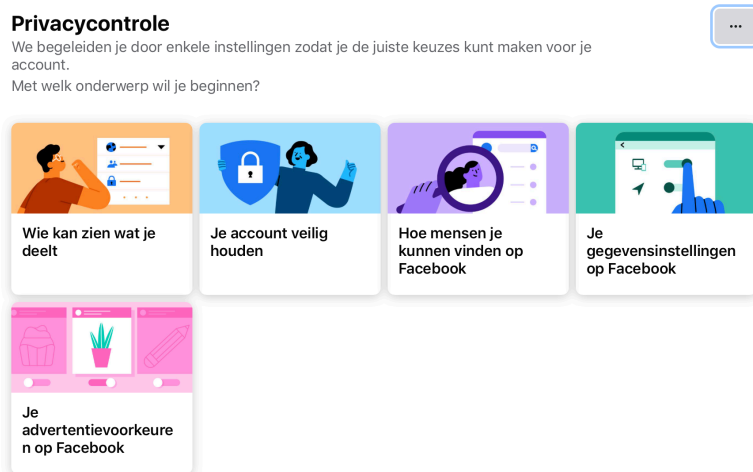 Privacycontrole
We begeleiden je door enkele instellingen zodat je de juiste keuzes kunt maken voor je
account.
Met welk onderwerp wil je beginnen?
Wie kan zien wat je
deelt
Je account veilig
houden
Hoe mensen je
kunnen vinden op
Facebook
Je
gegevensinstellingen
op Facebook
Je
advertentievoorkeure
n op Facebook